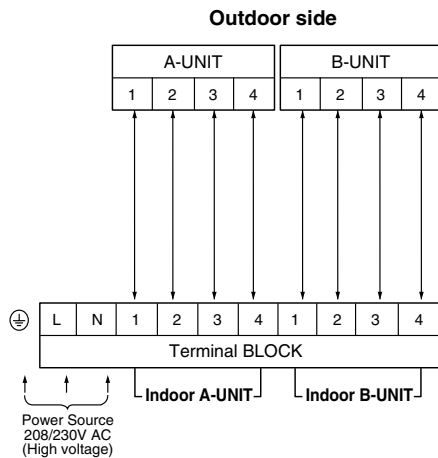 Outdoor side
A-UNIT B-UNIT
1 2 3 4 1 2 3 4
L N 1 2 3 4 1 2 3 4
Terminal BLOCK
Indoor A-UNIT Indoor B-UNIT
Power Source
208/230V AC
(High voltage)